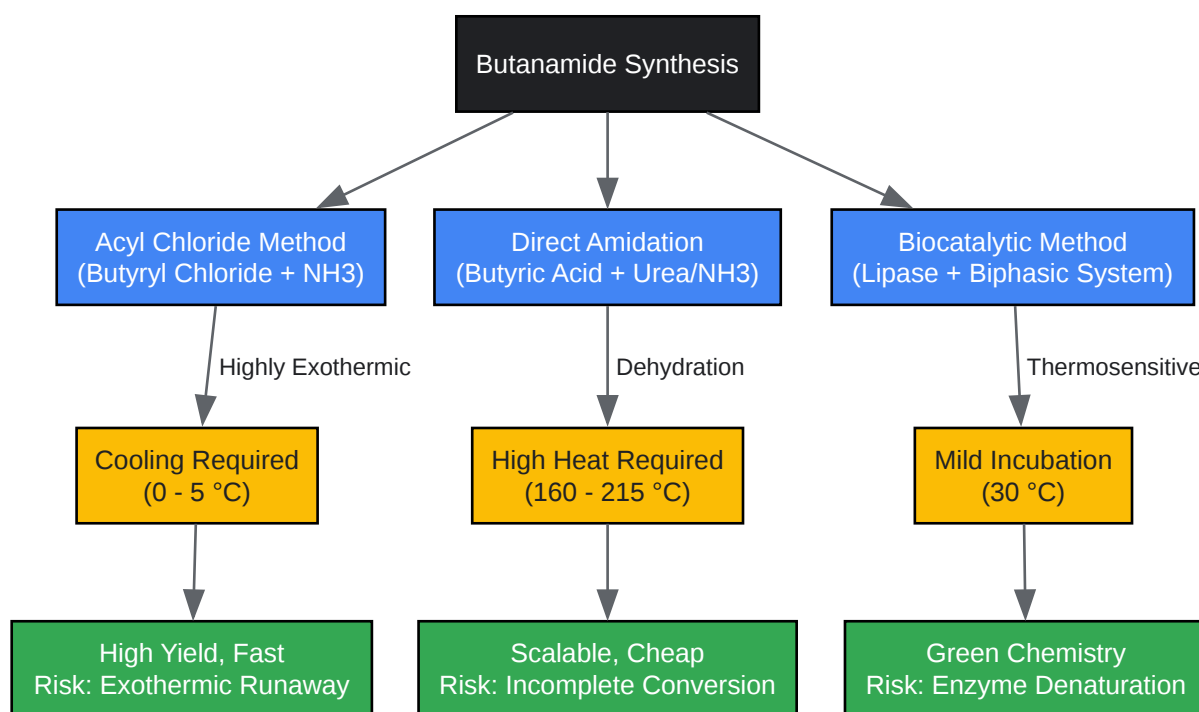 Butanamide Synthesis
Acyl Chloride Method
(Butyryl Chloride + NH3)
Direct Amidation
(Butyric Acid + Urea/NH3)
Biocatalytic Method
(Lipase + Biphasic System)
Highly Exothermic
Dehydration
Thermosensitive
Cooling Required
(0 - 5 °C)
High Heat Required
(160 - 215 °C)
Mild Incubation
(30 °C)
High Yield, Fast
Risk: Exothermic Runaway
Scalable, Cheap
Risk: Incomplete Conversion
Green Chemistry
Risk: Enzyme Denaturation